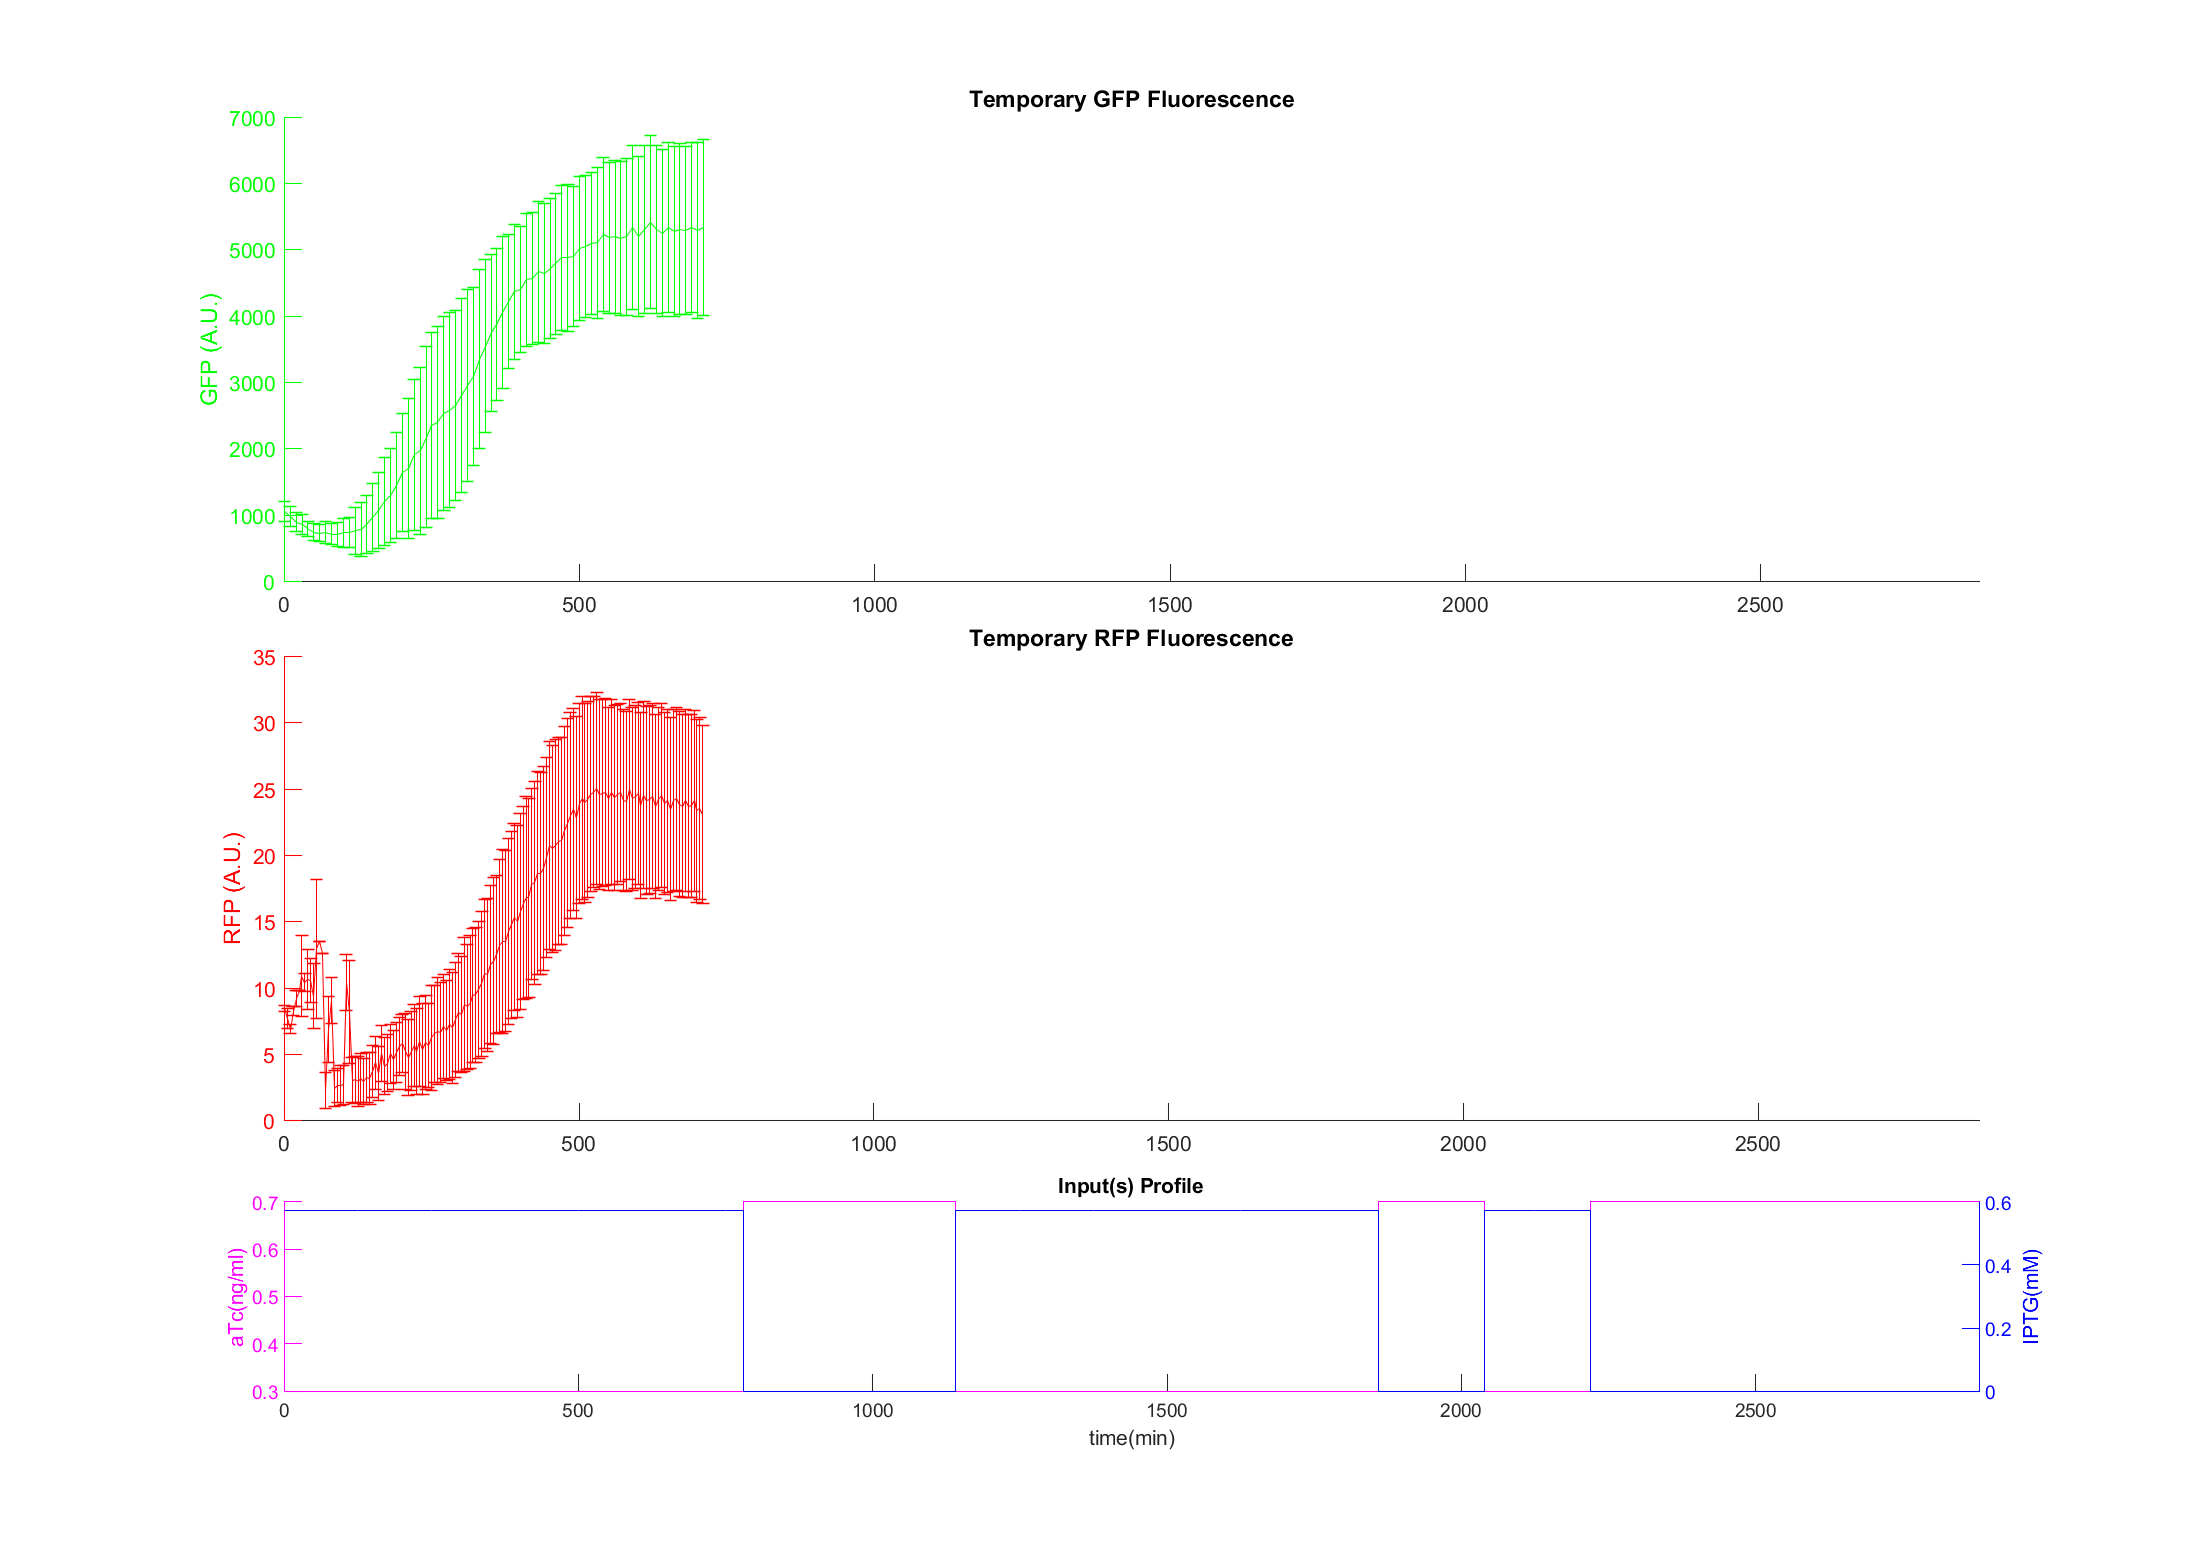 Temporary GFP Fluorescence
7000
6000
5000
4000
3000
2000
1000
0
GFP (A.U.)
0 500 1000 1500 2000 2500
Temporary RFP Fluorescence
35
30
25
20
15
10
5
0
RFP (A.U.)
0 500 1000 1500 2000 2500
Input(s) Profile
0.7
0.6
0.5
0.4
0.3
aTc(ng/ml)
0.6
0.4
0.2
0
IPTG(mM)
0 500 1000 1500 2000 2500
time(min)